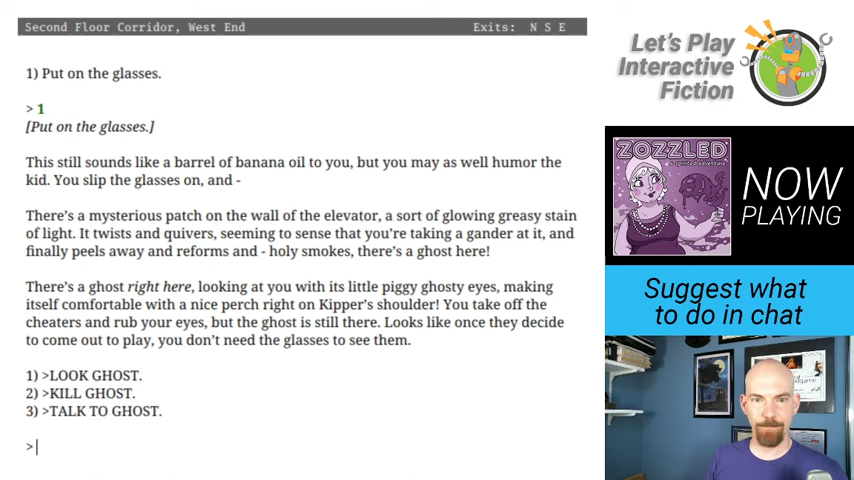 Second Floor Corridor, West End Exits: N S E
1) Put on the glasses.
> 1
[Put on the glasses.]
This still sounds like a barrel of banana oil to you, but you may as well humor the
kid. You slip the glasses on, and -
There's a mysterious patch on the wall of the elevator, a sort of glowing greasy stain
of light. It twists and quivers, seeming to sense that you're taking a gander at it, and
finally peels away and reforms and - holy smokes, there's a ghost here!
There's a ghost right here, looking at you with its little piggy ghosty eyes, making
itself comfortable with a nice perch right on Kipper's shoulder! You take off the
cheaters and rub your eyes, but the ghost is still there. Looks like once they decide
to come out to play, you don't need the glasses to see them.
1) >LOOK GHOST.
2) >KILL GHOST.
3) >TALK TO GHOST.
>
Let's Play
Interactive
Fiction
ZOZZLED
a spirited adventure
NOW
PLAYING
Suggest what
to do in chat